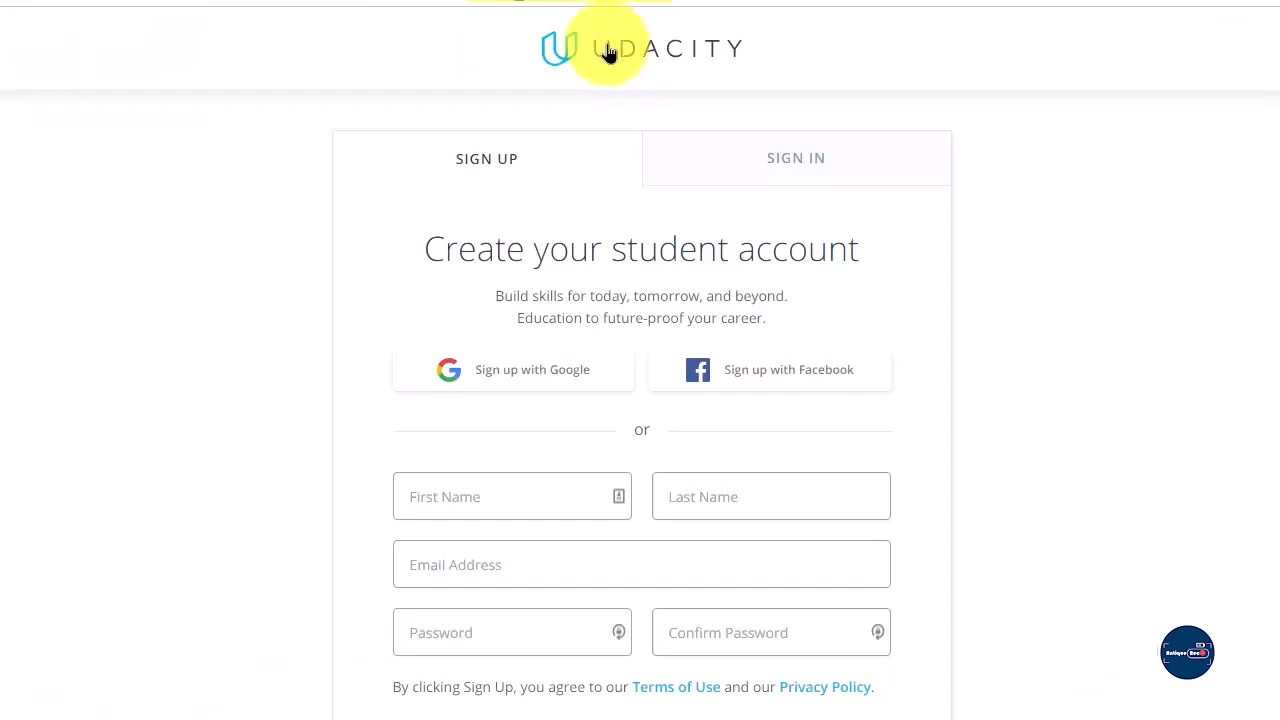 UDACITY
SIGN UP
SIGN IN
Create your student account
Build skills for today, tomorrow, and beyond.
Education to future-proof your career.
Sign up with Google
Sign up with Facebook
or
First Name
Last Name
Email Address
Password
Confirm Password
By clicking Sign Up, you agree to our Terms of Use and our Privacy Policy.